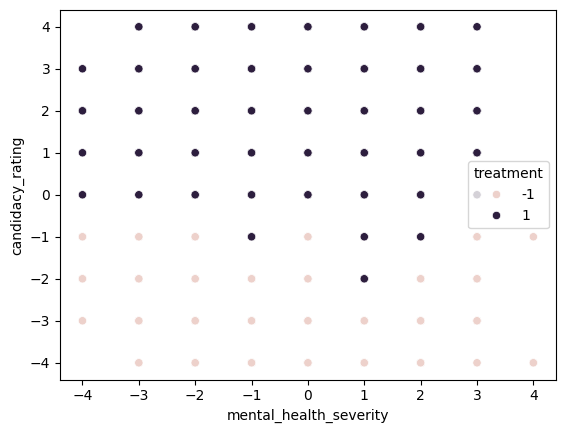 4
3
2
1
0
−1
−2
−3
−4
candidacy_rating
treatment
-1
1
−4 −3 −2 −1 0 1 2 3 4
mental_health_severity